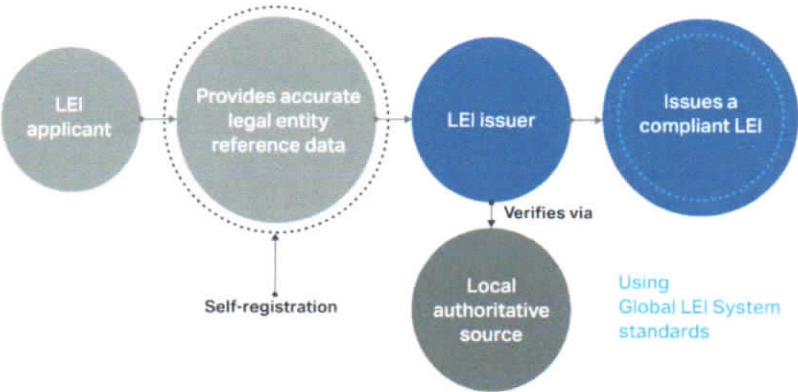 LEI
applicant
Provides accurate
legal entity
reference data
LEI issuer
Issues a
compliant LEI
Verifies via
Self-registration
Local
authoritative
source
Using
Global LEI System
standards